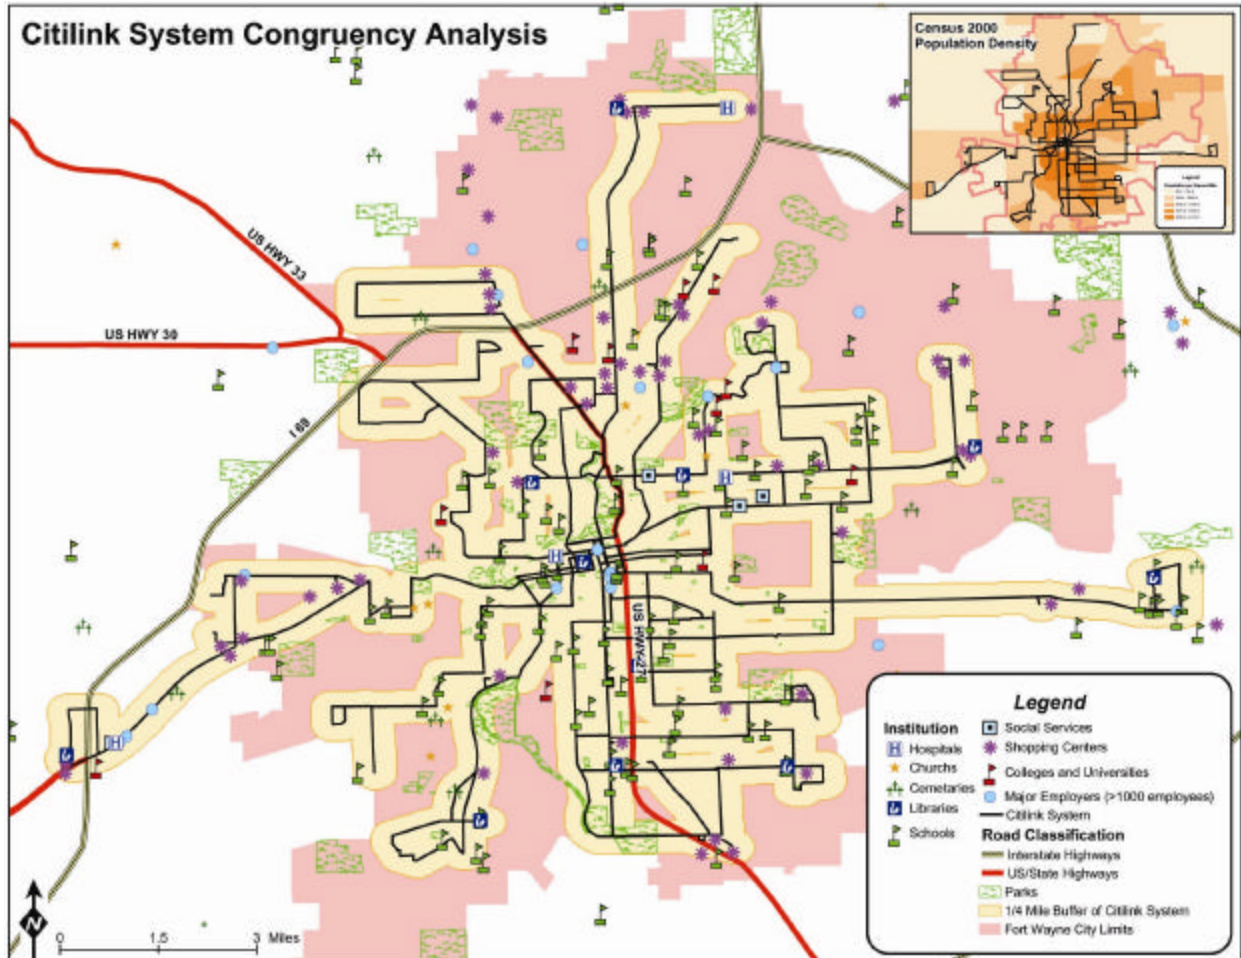 Citilink System Congruency Analysis
Census 2000
Population Density
Legend
US HWY 33
US HWY 30
I 69
US HWY 27
Legend
Institution
Hospitals
Churchs
Cemetaries
Libraries
Schools
Social Services
Shopping Centers
Colleges and Universities
Major Employers (>1000 employees)
Citilink System
Road Classification
Interstate Highways
US/State Highways
Parks
1/4 Mile Buffer of Citilink System
Fort Wayne City Limits
N
0 1.5 3 Miles